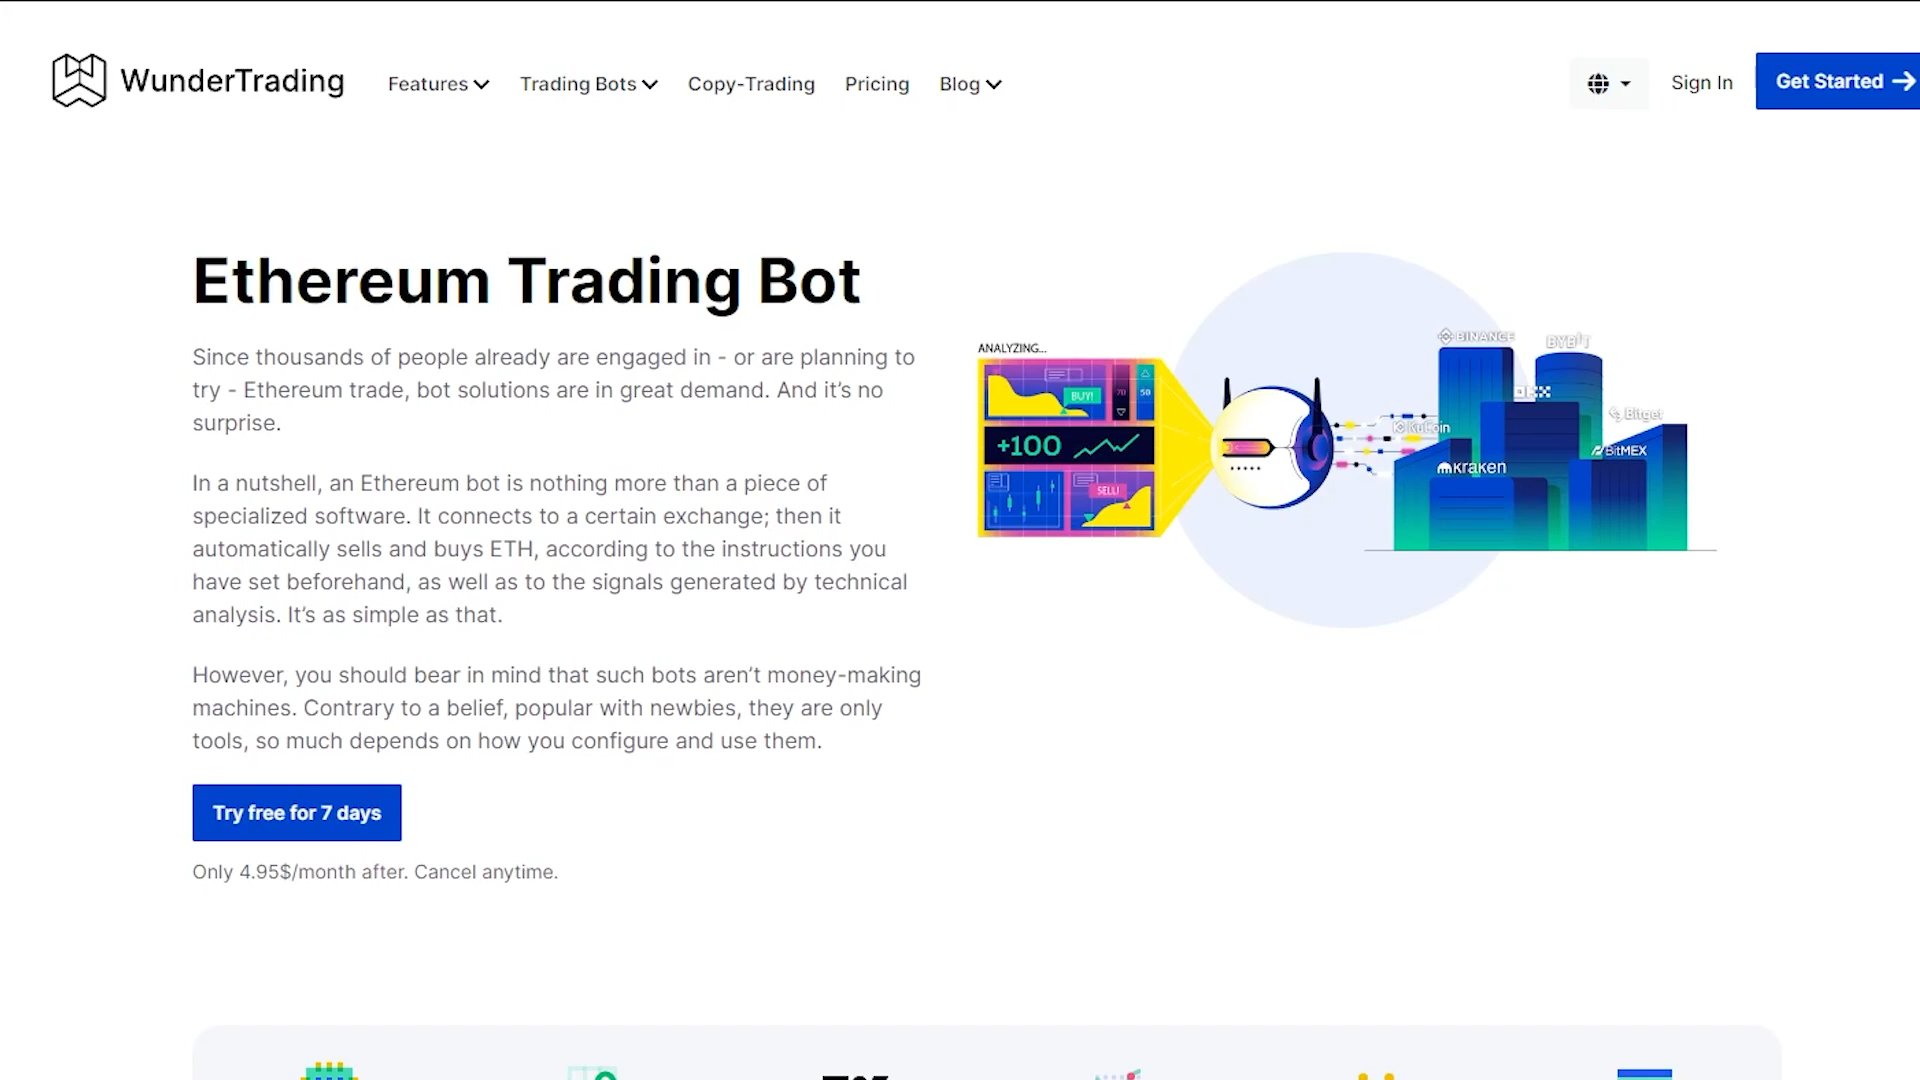 WunderTrading
Features
Trading Bots
Copy-Trading
Pricing
Blog
Sign In
Get Started
Ethereum Trading Bot
Since thousands of people already are engaged in - or are planning to
try - Ethereum trade, bot solutions are in great demand. And it’s no
surprise.
In a nutshell, an Ethereum bot is nothing more than a piece of
specialized software. It connects to a certain exchange; then it
automatically sells and buys ETH, according to the instructions you
have set beforehand, as well as to the signals generated by technical
analysis. It’s as simple as that.
However, you should bear in mind that such bots aren’t money-making
machines. Contrary to a belief, popular with newbies, they are only
tools, so much depends on how you configure and use them.
Try free for 7 days
Only 4.95$/month after. Cancel anytime.
ANALYZING...
BUY!
70
50
+100
SELL!
BINANCE
BYBIT
OKX
Bitget
KuCoin
BitMEX
kraken